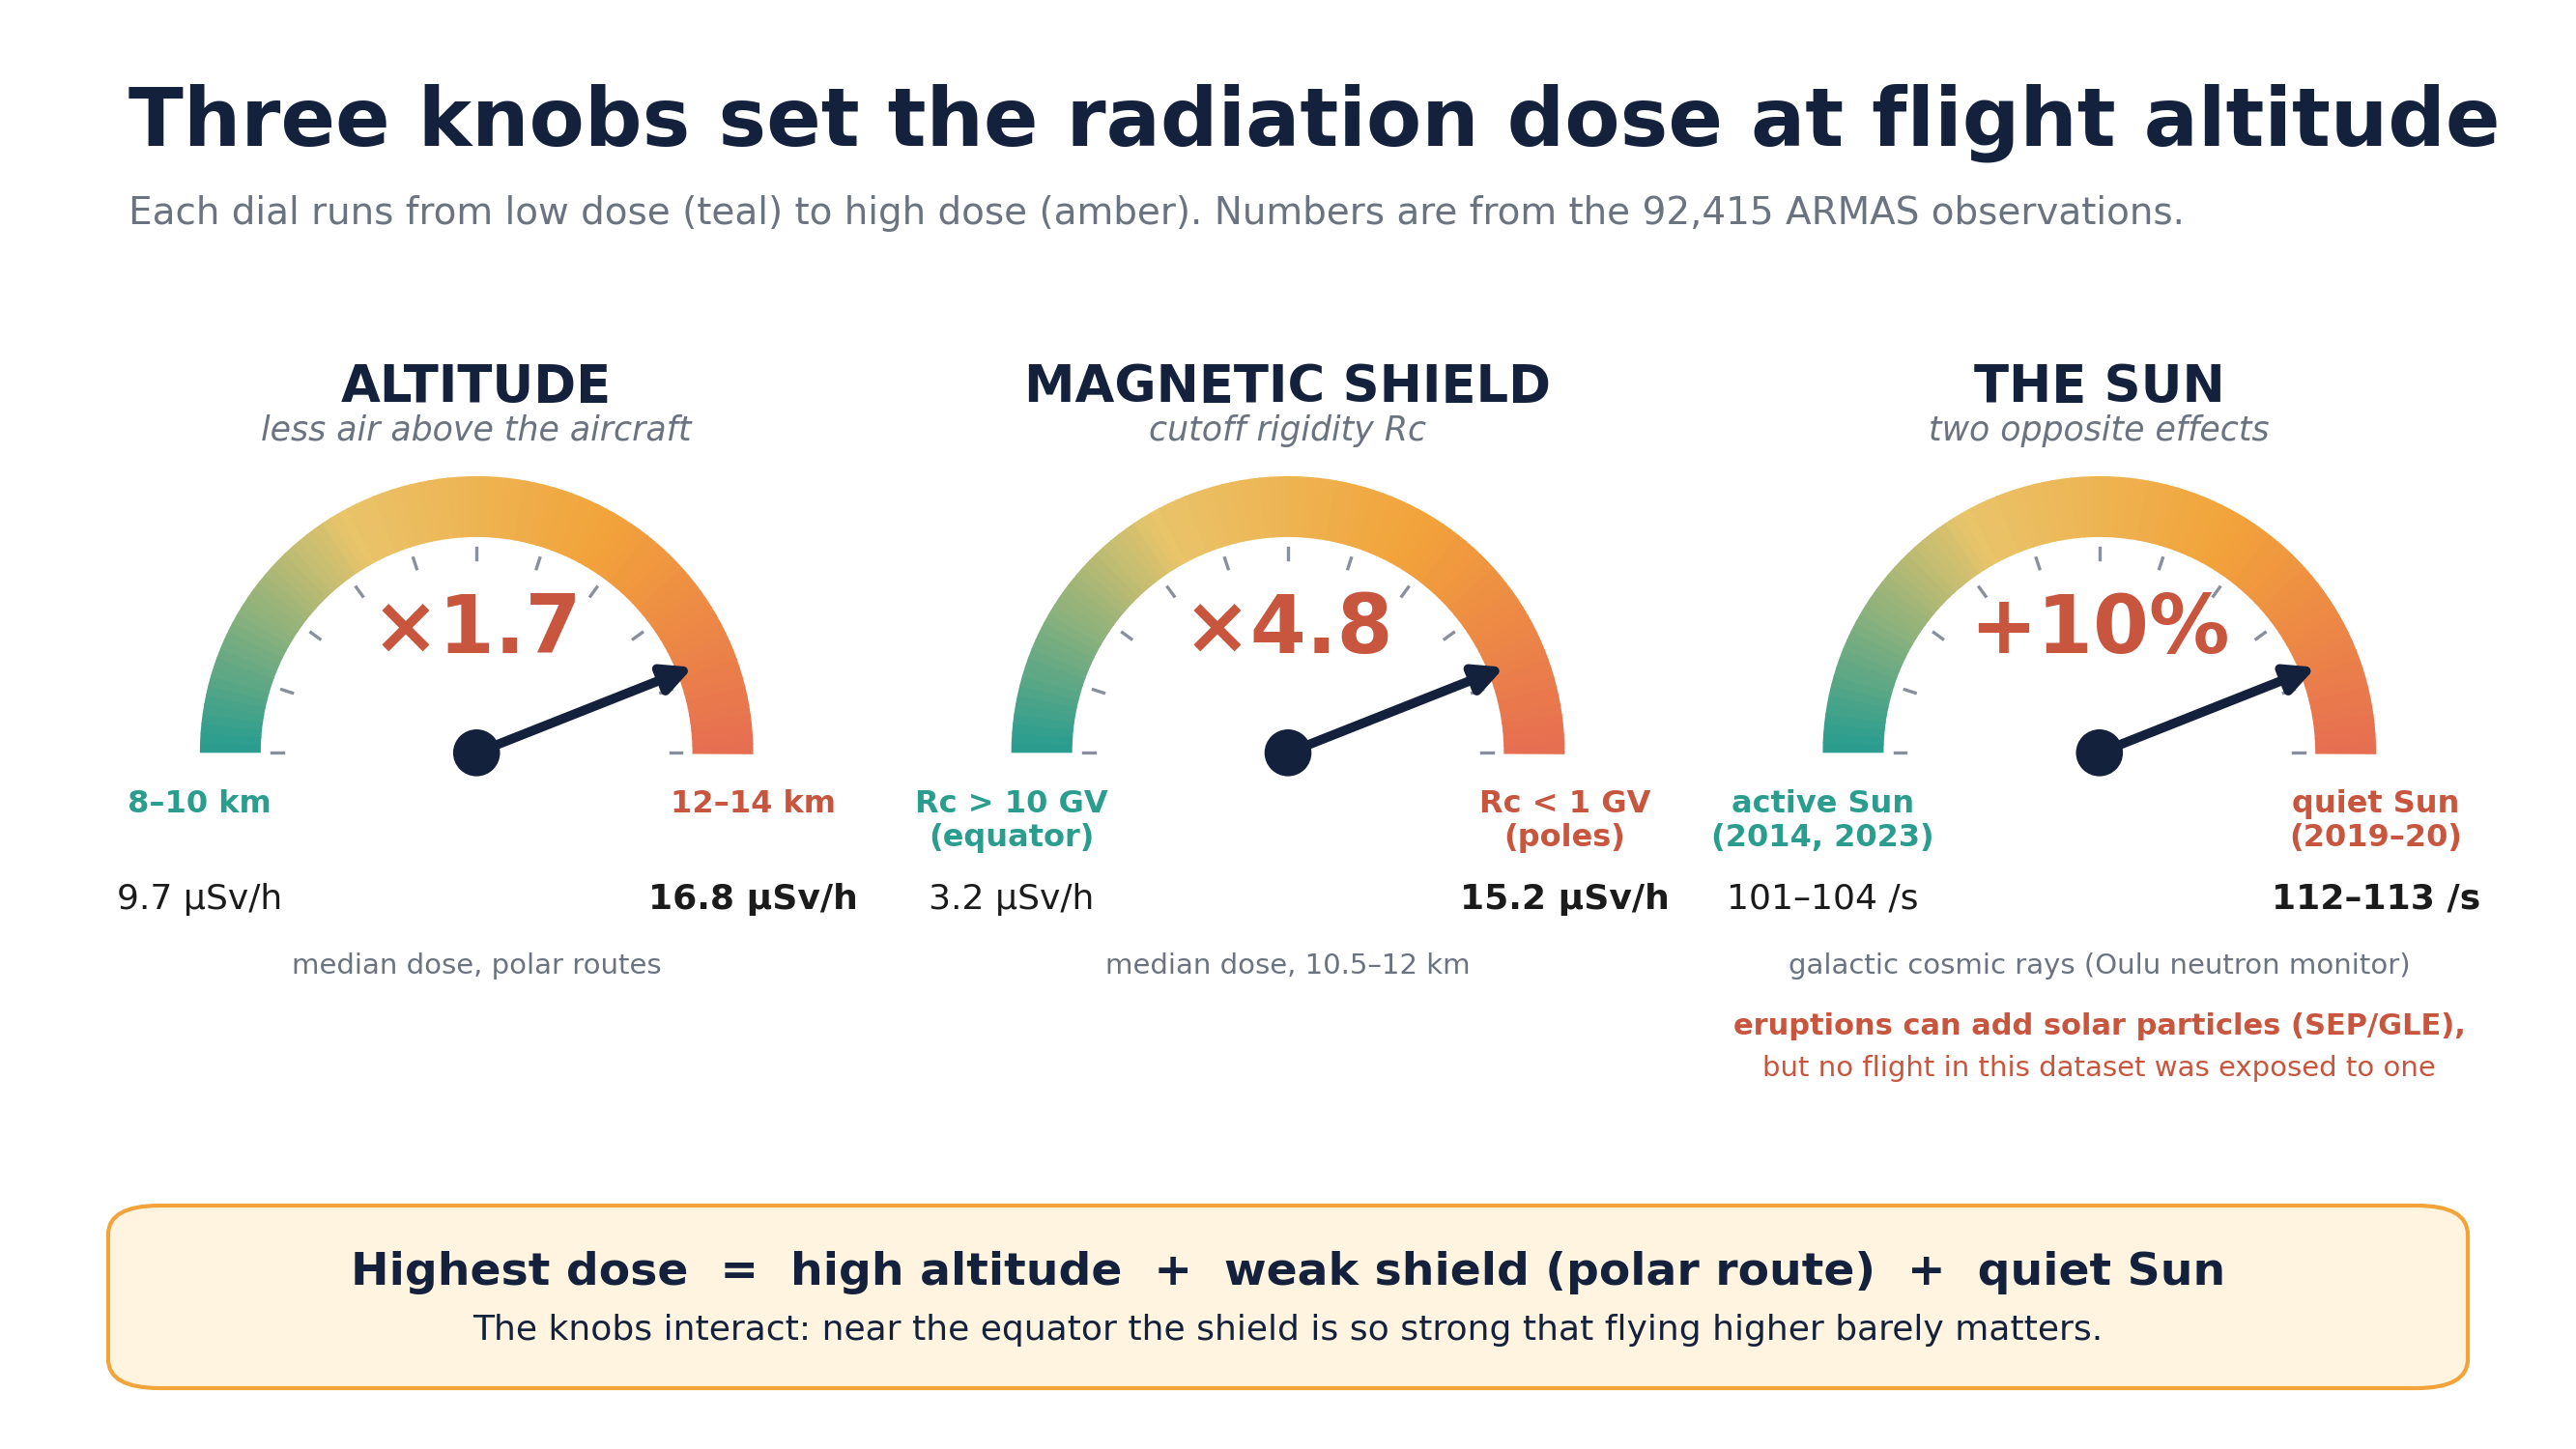 Three knobs set the radiation dose at flight altitude
Each dial runs from low dose (teal) to high dose (amber). Numbers are from the 92,415 ARMAS observations.
ALTITUDE
less air above the aircraft
×1.7
8–10 km
12–14 km
9.7 µSv/h
16.8 µSv/h
median dose, polar routes
MAGNETIC SHIELD
cutoff rigidity Rc
×4.8
Rc > 10 GV
(equator)
Rc < 1 GV
(poles)
3.2 µSv/h
15.2 µSv/h
median dose, 10.5–12 km
THE SUN
two opposite effects
+10%
active Sun
(2014, 2023)
quiet Sun
(2019–20)
101–104 /s
112–113 /s
galactic cosmic rays (Oulu neutron monitor)
eruptions can add solar particles (SEP/GLE),
but no flight in this dataset was exposed to one
Highest dose = high altitude + weak shield (polar route) + quiet Sun
The knobs interact: near the equator the shield is so strong that flying higher barely matters.